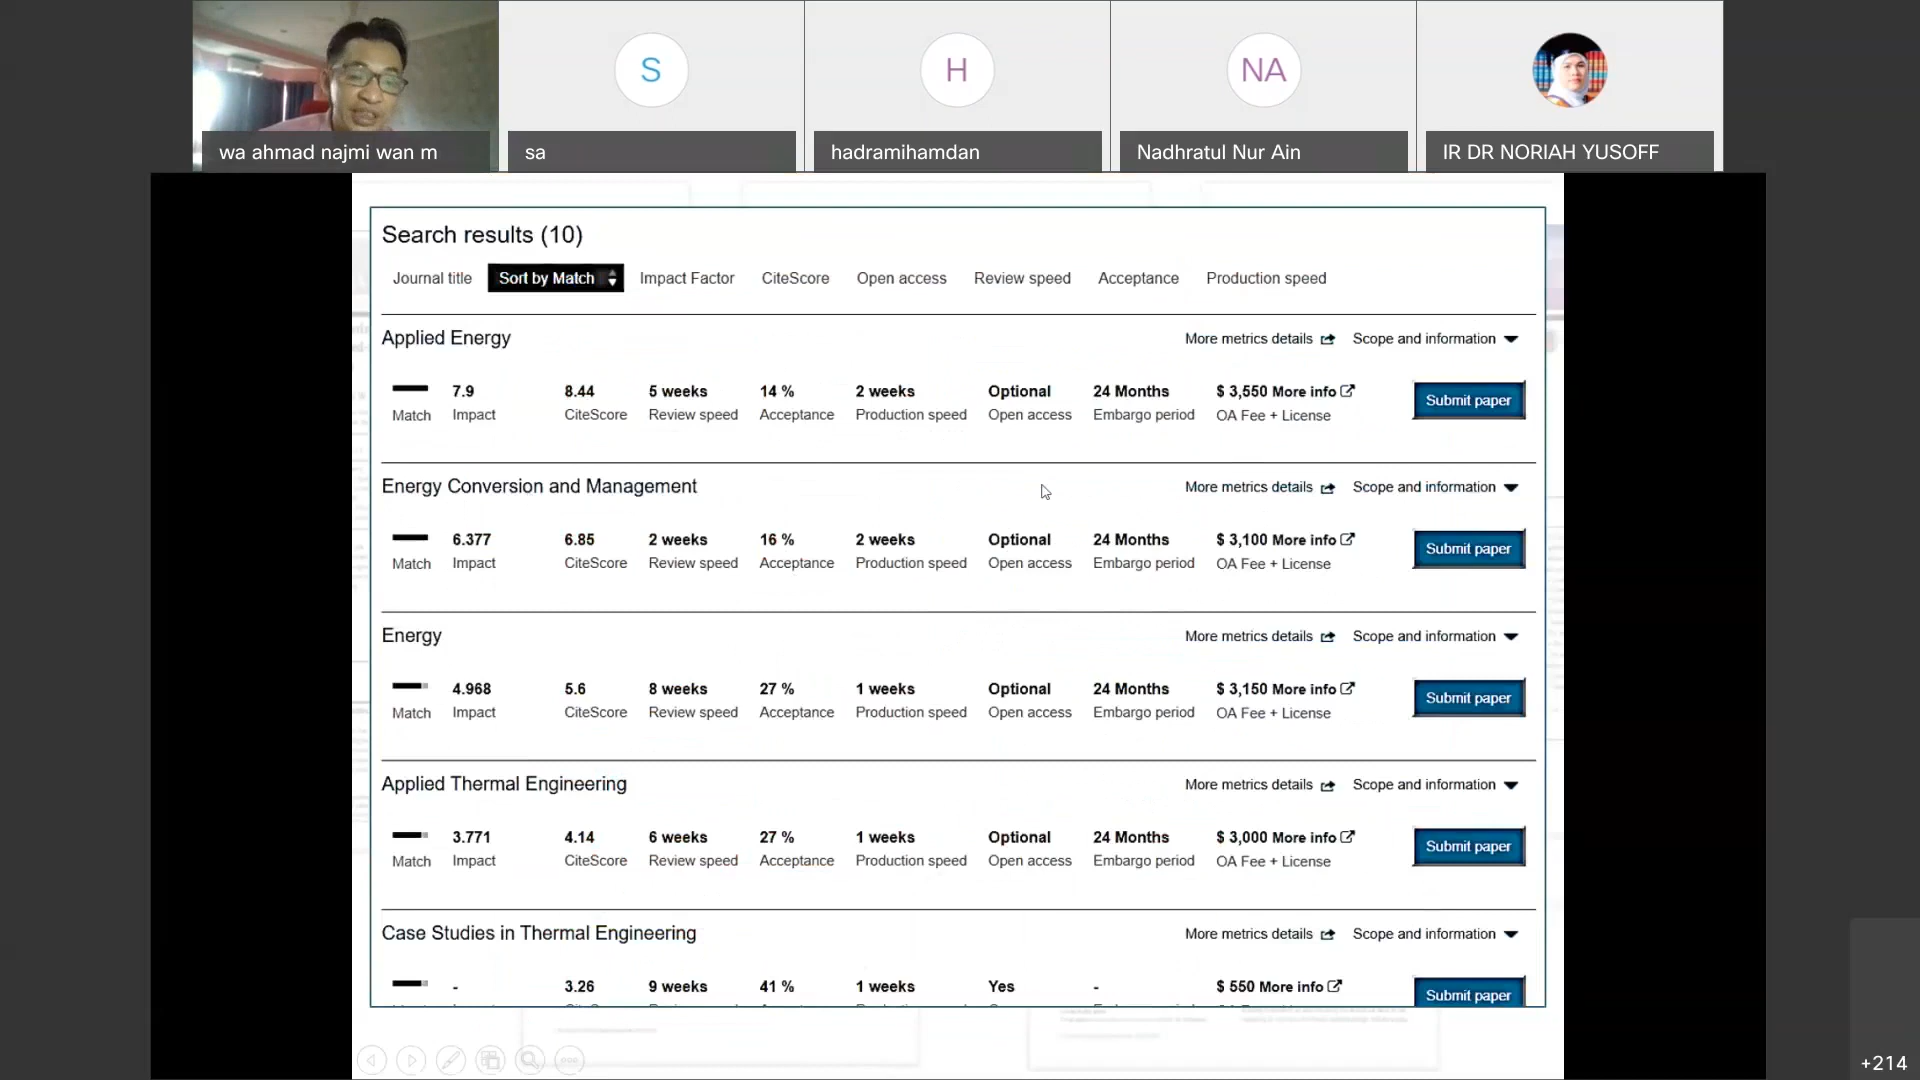 S
H
NA
wa ahmad najmi wan m
sa
hadramihamdan
Nadhratul Nur Ain
IR DR NORIAH YUSOFF
Search results (10)
Journal title Sort by Match Impact Factor CiteScore Open access Review speed Acceptance Production speed
Applied Energy More metrics details Scope and information
7.9 8.44 5 weeks 14 % 2 weeks Optional 24 Months $ 3,550 More info Submit paper
Match Impact CiteScore Review speed Acceptance Production speed Open access Embargo period OA Fee + License
Energy Conversion and Management More metrics details Scope and information
6.377 6.85 2 weeks 16 % 2 weeks Optional 24 Months $ 3,100 More info Submit paper
Match Impact CiteScore Review speed Acceptance Production speed Open access Embargo period OA Fee + License
Energy More metrics details Scope and information
4.968 5.6 8 weeks 27 % 1 weeks Optional 24 Months $ 3,150 More info Submit paper
Match Impact CiteScore Review speed Acceptance Production speed Open access Embargo period OA Fee + License
Applied Thermal Engineering More metrics details Scope and information
3.771 4.14 6 weeks 27 % 1 weeks Optional 24 Months $ 3,000 More info Submit paper
Match Impact CiteScore Review speed Acceptance Production speed Open access Embargo period OA Fee + License
Case Studies in Thermal Engineering More metrics details Scope and information
- 3.26 9 weeks 41 % 1 weeks Yes - $ 550 More info Submit paper
+214